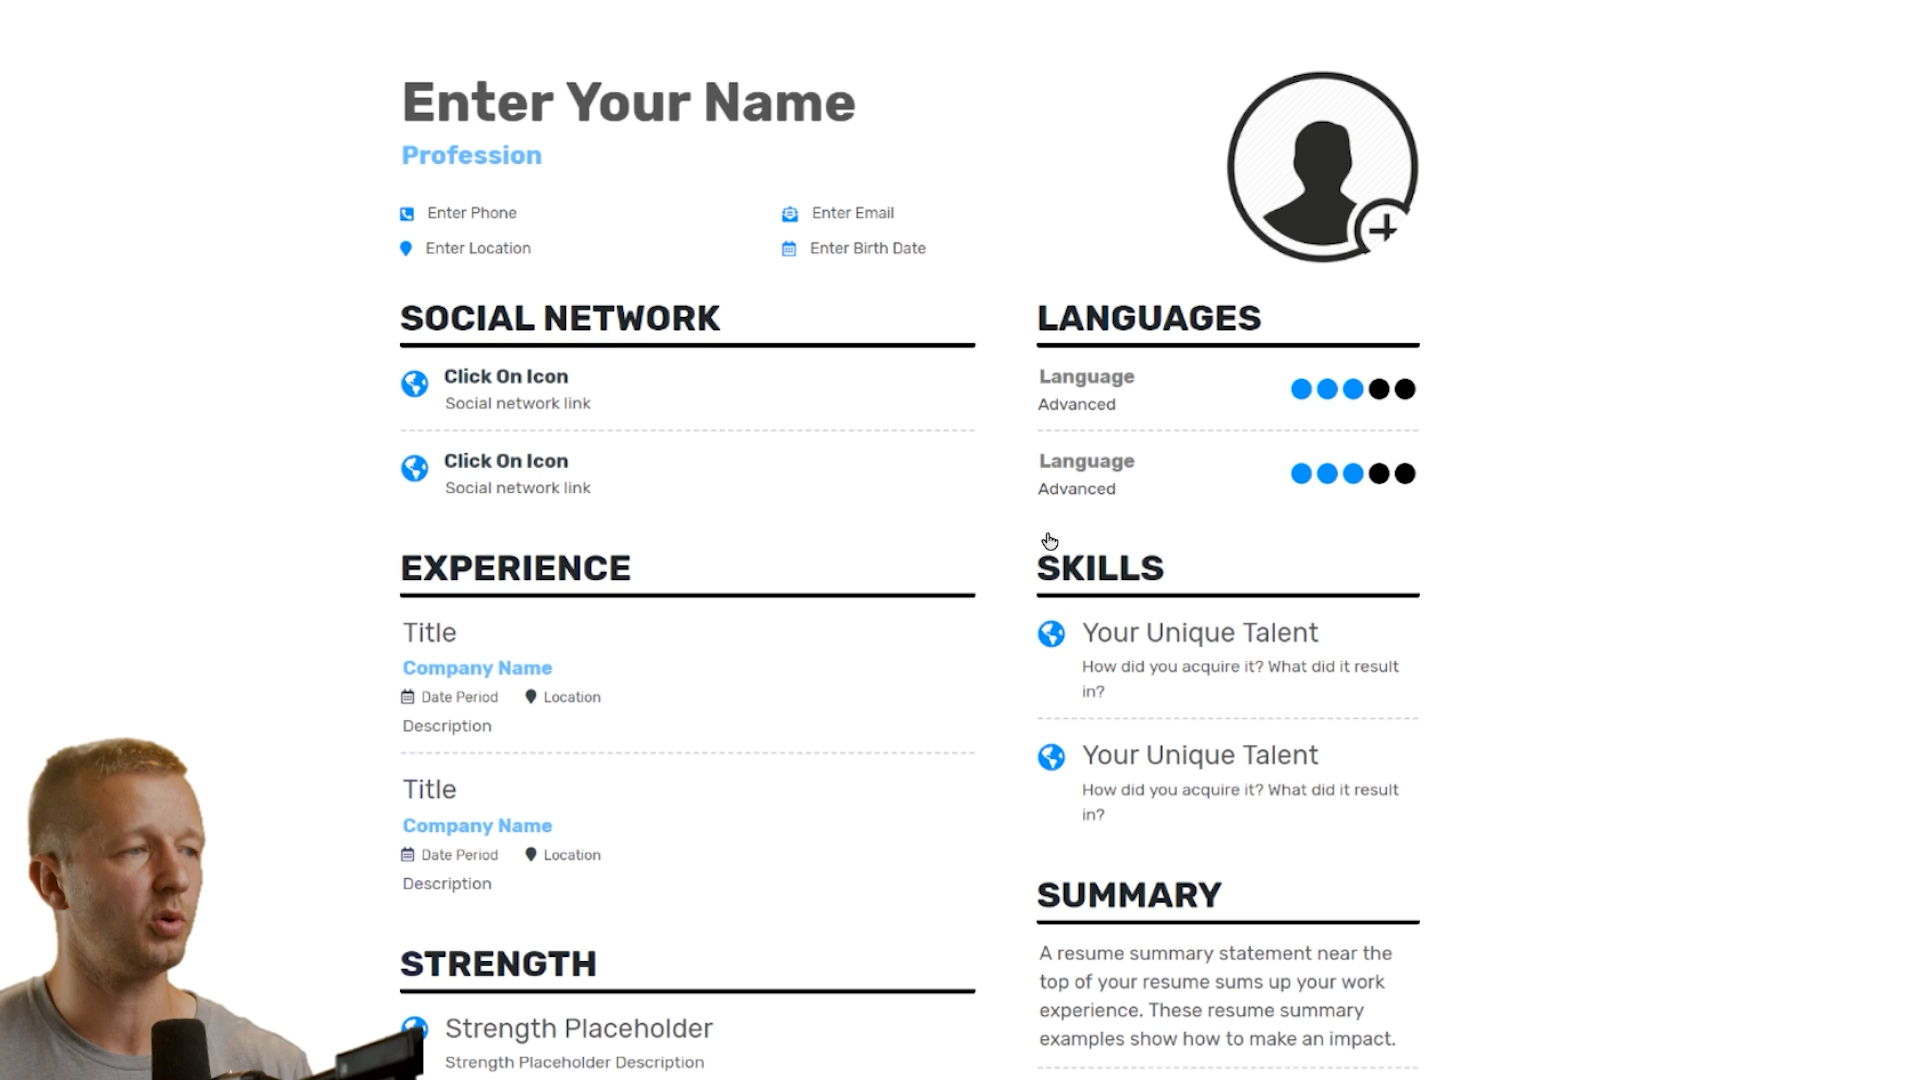 Enter Your Name
Profession
Enter Phone
Enter Email
Enter Location
Enter Birth Date
SOCIAL NETWORK
Click On Icon
Social network link
Click On Icon
Social network link
LANGUAGES
Language
Advanced
Language
Advanced
EXPERIENCE
Title
Company Name
Date Period Location
Description
Title
Company Name
Date Period Location
Description
SKILLS
Your Unique Talent
How did you acquire it? What did it result
in?
Your Unique Talent
How did you acquire it? What did it result
in?
STRENGTH
Strength Placeholder
Strength Placeholder Description
SUMMARY
A resume summary statement near the
top of your resume sums up your work
experience. These resume summary
examples show how to make an impact.